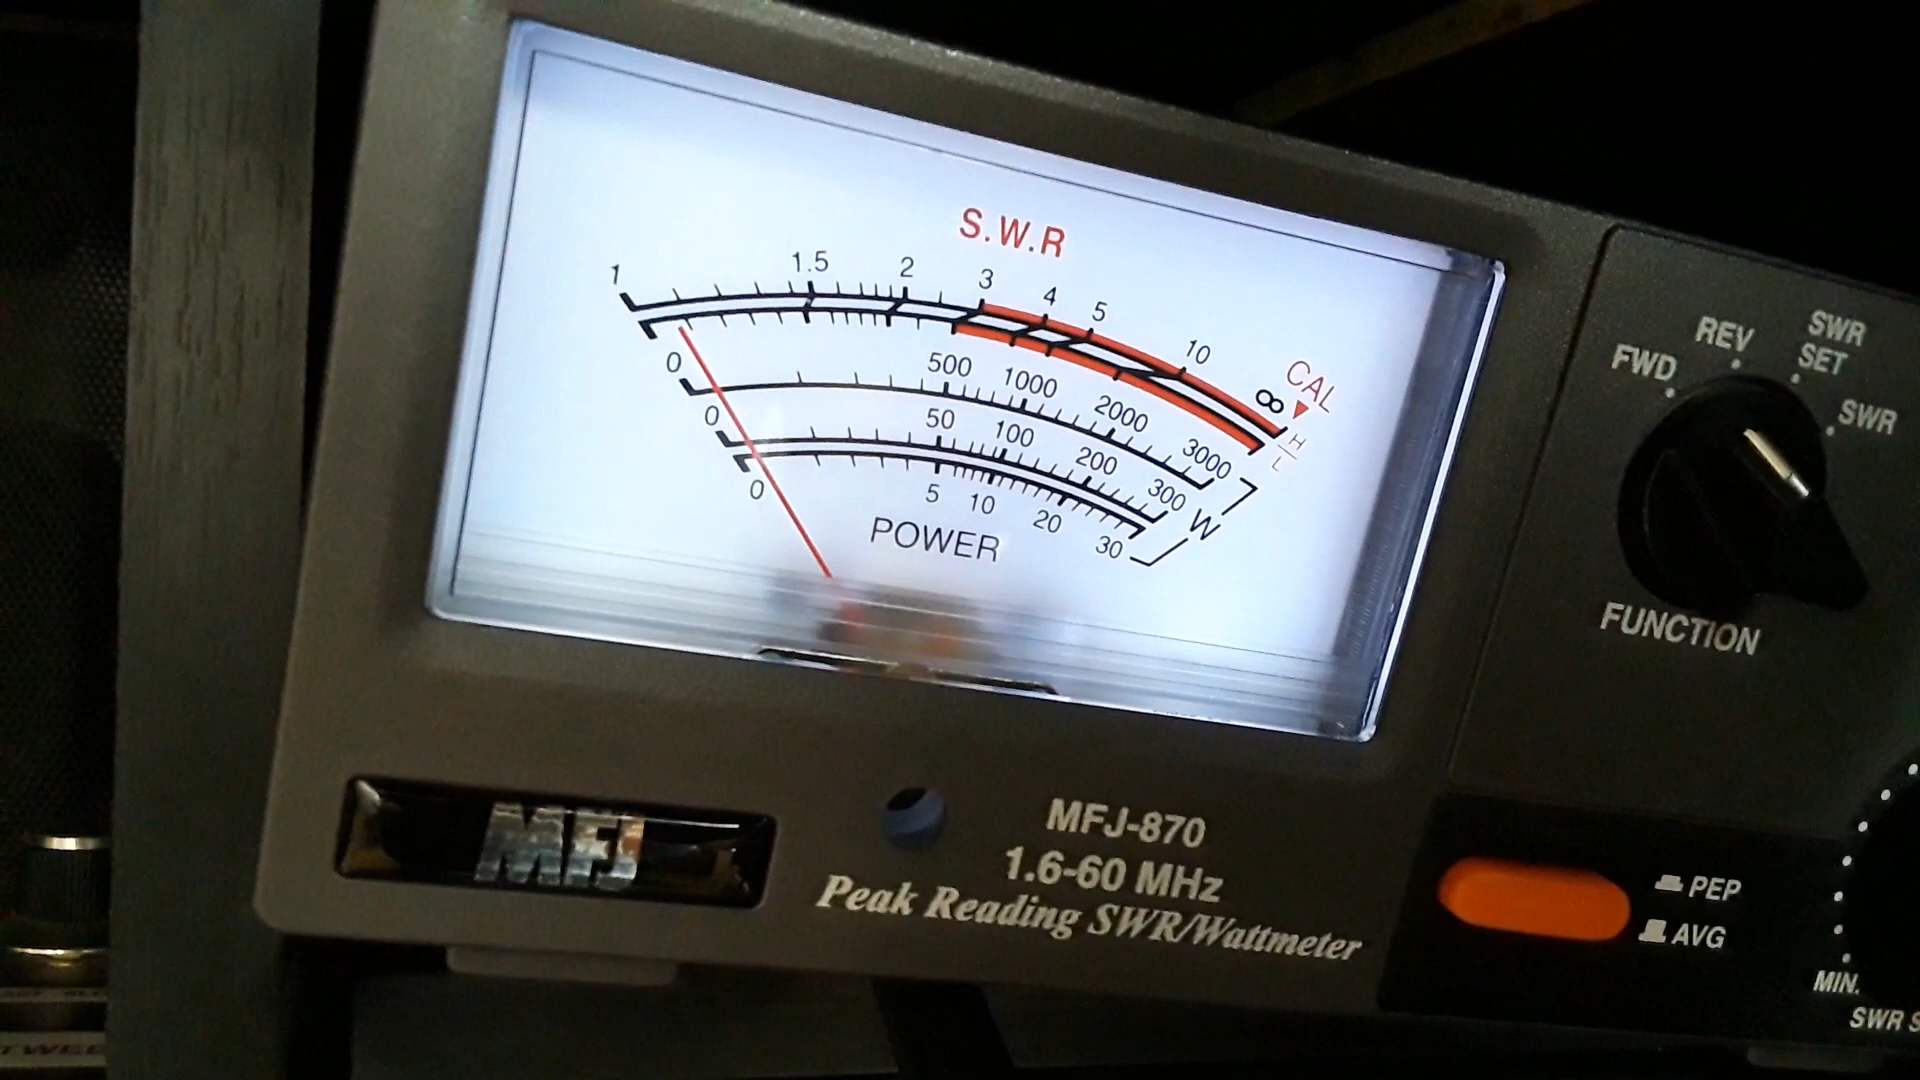 S.W.R
1 1.5 2 3 4 5 10 ∞ CAL
H
L
0 500 1000 2000 3000
0 50 100 200 300 W
0 5 10 20 30
POWER
FWD REV SWR SET SWR
FUNCTION
MFJ
MFJ-870
1.6-60 MHz
Peak Reading SWR/Wattmeter
PEP
AVG
MIN.
SWR S